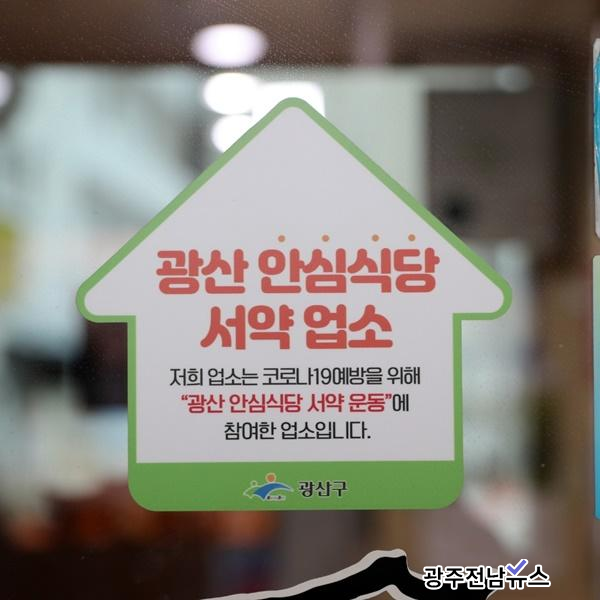 광산 안심식당
서약 업소
저희 업소는 코로나19예방을 위해
“광산 안심식당 서약 운동”에
참여한 업소입니다.
광산구
광주전남뉴스